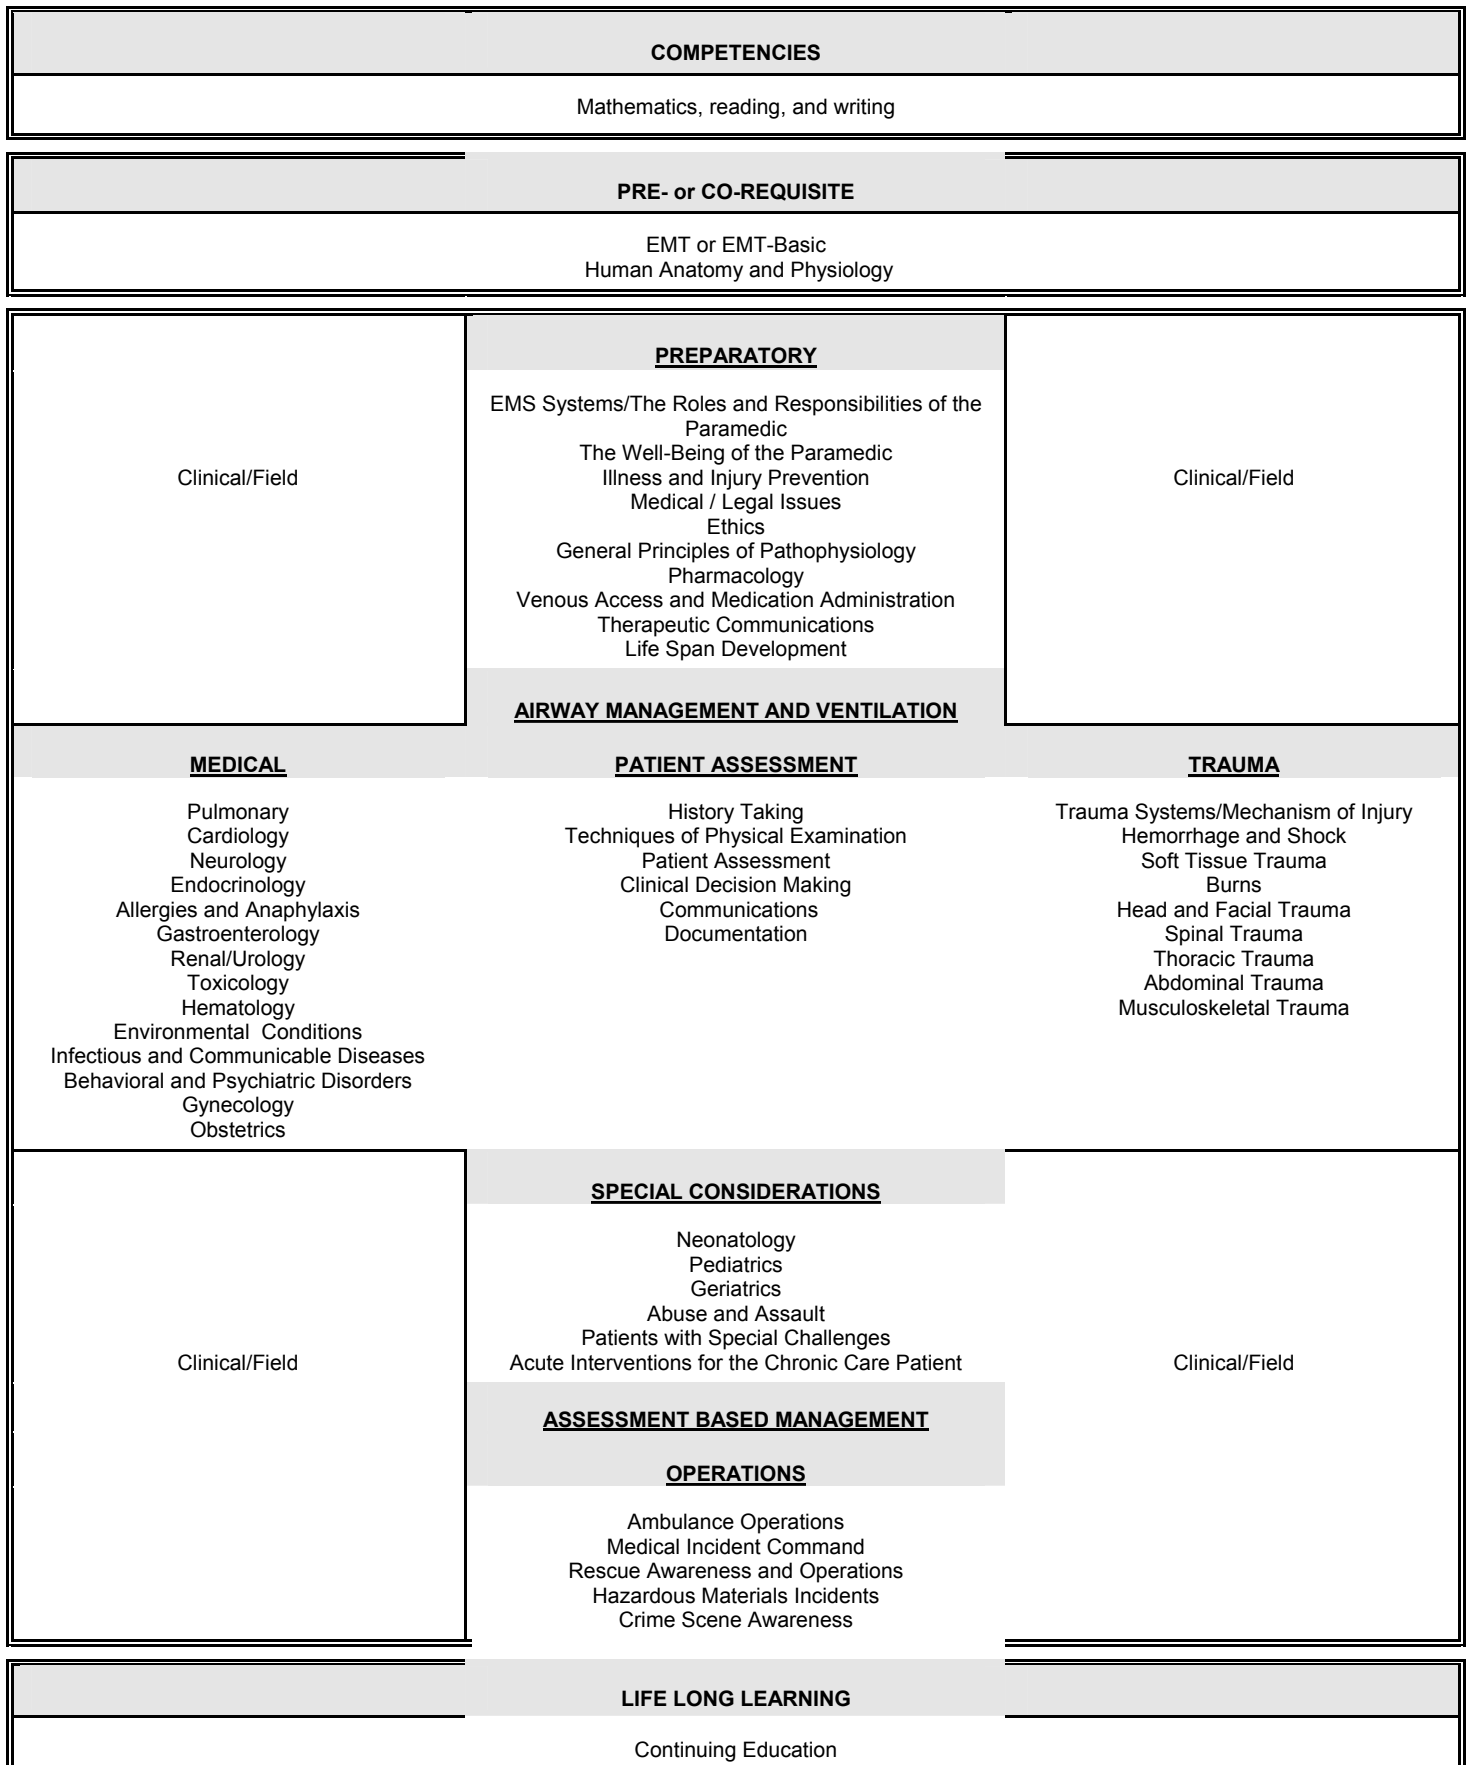 COMPETENCIES
Mathematics, reading, and writing
PRE- or CO-REQUISITE
EMT or EMT-Basic
Human Anatomy and Physiology
Clinical/Field
PREPARATORY
EMS Systems/The Roles and Responsibilities of the
Paramedic
The Well-Being of the Paramedic
Illness and Injury Prevention
Medical / Legal Issues
Ethics
General Principles of Pathophysiology
Pharmacology
Venous Access and Medication Administration
Therapeutic Communications
Life Span Development
Clinical/Field
AIRWAY MANAGEMENT AND VENTILATION
MEDICAL
Pulmonary
Cardiology
Neurology
Endocrinology
Allergies and Anaphylaxis
Gastroenterology
Renal/Urology
Toxicology
Hematology
Environmental  Conditions
Infectious and Communicable Diseases
Behavioral and Psychiatric Disorders
Gynecology
Obstetrics
PATIENT ASSESSMENT
History Taking
Techniques of Physical Examination
Patient Assessment
Clinical Decision Making
Communications
Documentation
TRAUMA
Trauma Systems/Mechanism of Injury
Hemorrhage and Shock
Soft Tissue Trauma
Burns
Head and Facial Trauma
Spinal Trauma
Thoracic Trauma
Abdominal Trauma
Musculoskeletal Trauma
Clinical/Field
SPECIAL CONSIDERATIONS
Neonatology
Pediatrics
Geriatrics
Abuse and Assault
Patients with Special Challenges
Acute Interventions for the Chronic Care Patient
Clinical/Field
ASSESSMENT BASED MANAGEMENT
OPERATIONS
Ambulance Operations
Medical Incident Command
Rescue Awareness and Operations
Hazardous Materials Incidents
Crime Scene Awareness
LIFE LONG LEARNING
Continuing Education